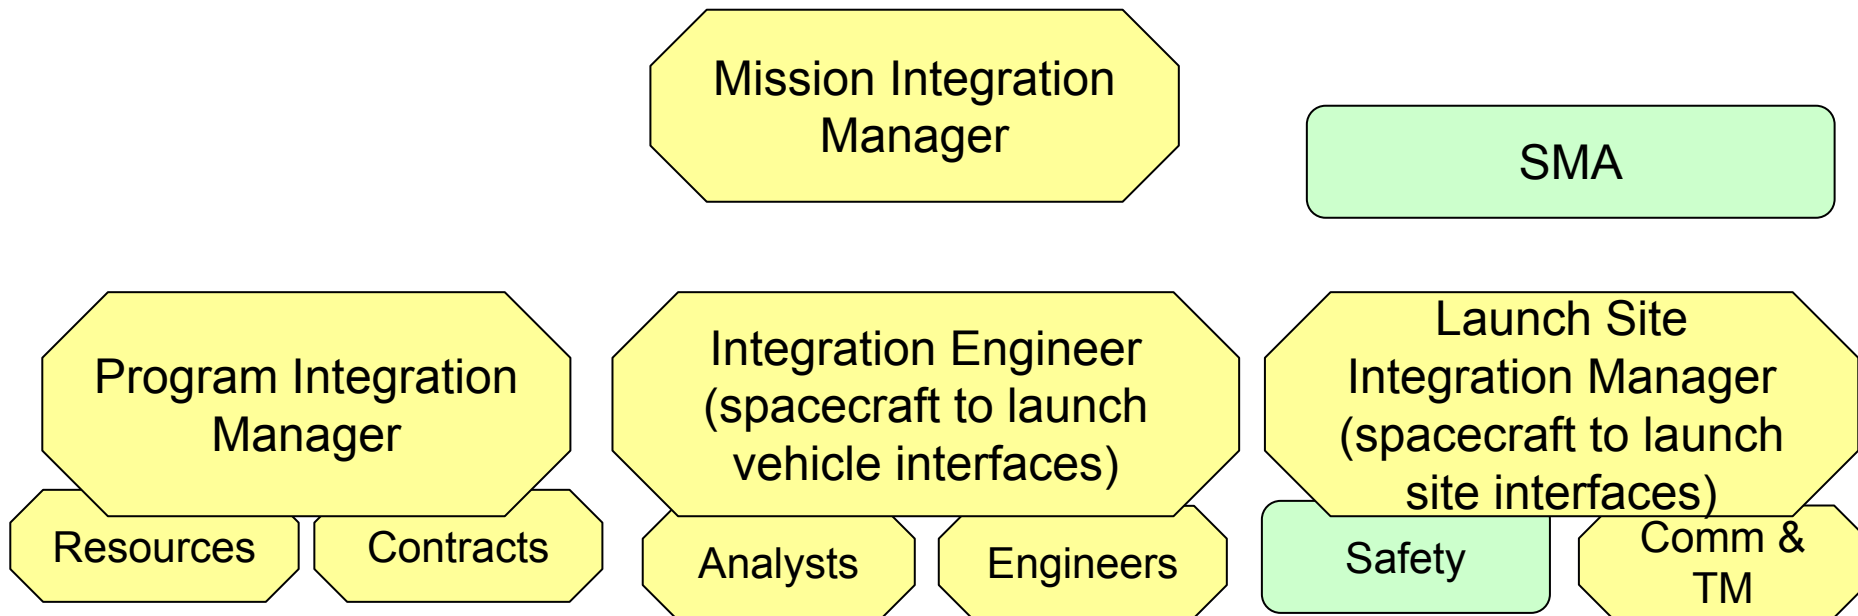 Mission Integration
Manager
SMA
Program Integration
Manager
Integration Engineer
(spacecraft to launch
vehicle interfaces)
Launch Site
Integration Manager
(spacecraft to launch
site interfaces)
Resources
Contracts
Analysts
Engineers
Safety
Comm &
TM